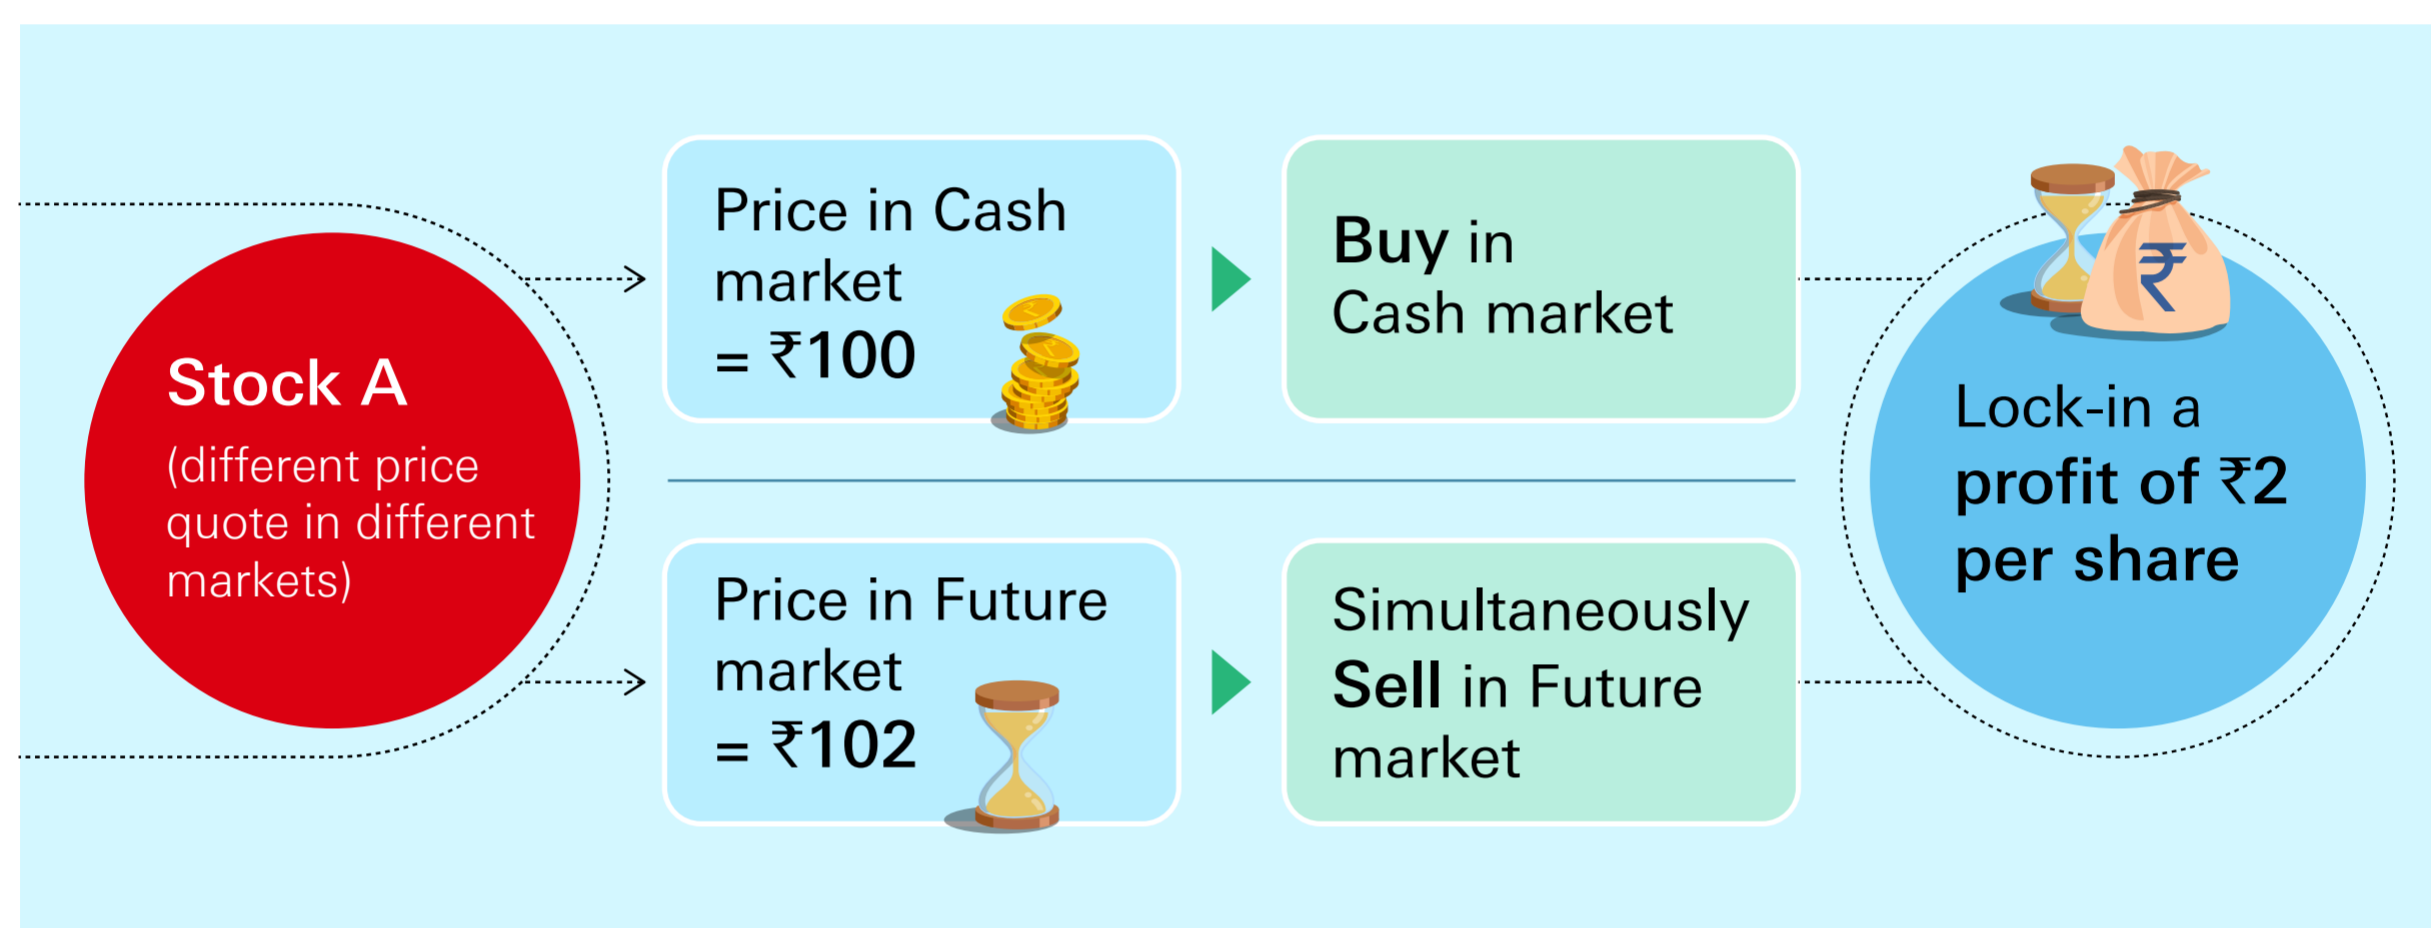 Stock A
(different price
quote in different
markets)
Price in Cash
market
= ₹100
Buy in
Cash market
Price in Future
market
= ₹102
Simultaneously
Sell in Future
market
₹
Lock-in a
profit of ₹2
per share